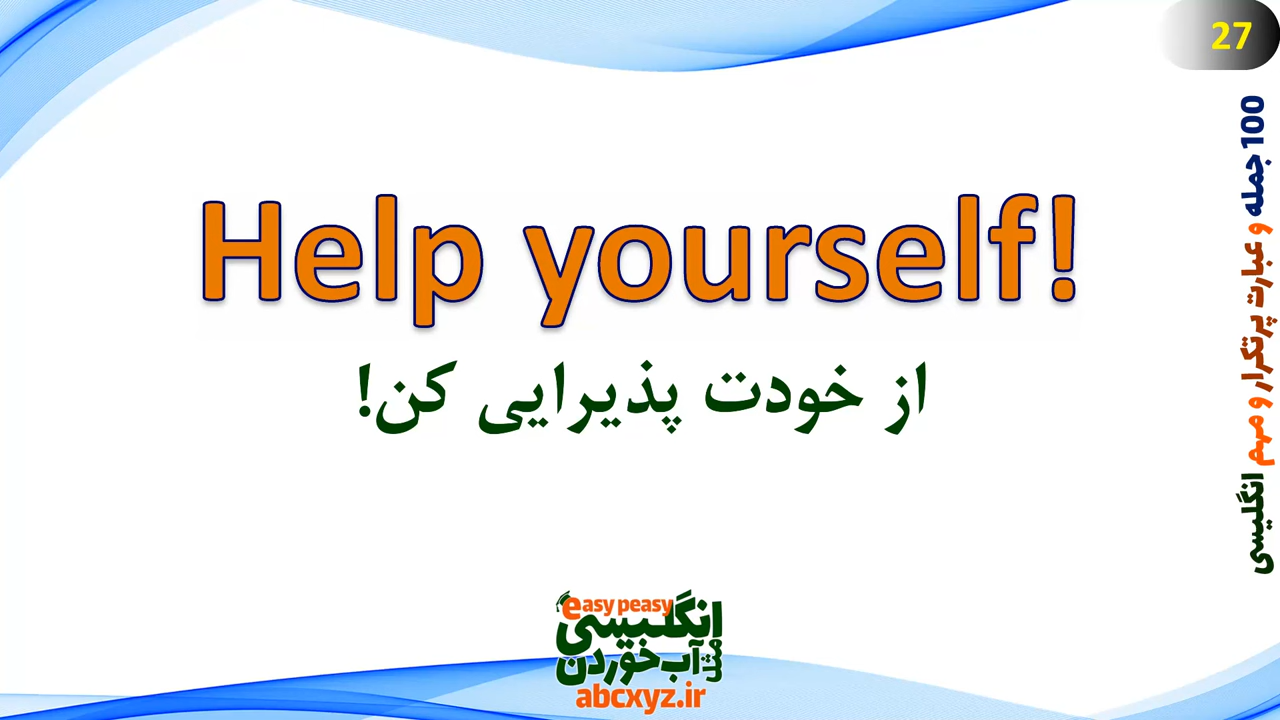 27
100 جمله و عبارت پرتکرار و مهم انگلیسی
Help yourself!
از خودت پذیرایی کن!
easy peasy
انگلیسی
مثل آب خوردن
abcxyz.ir